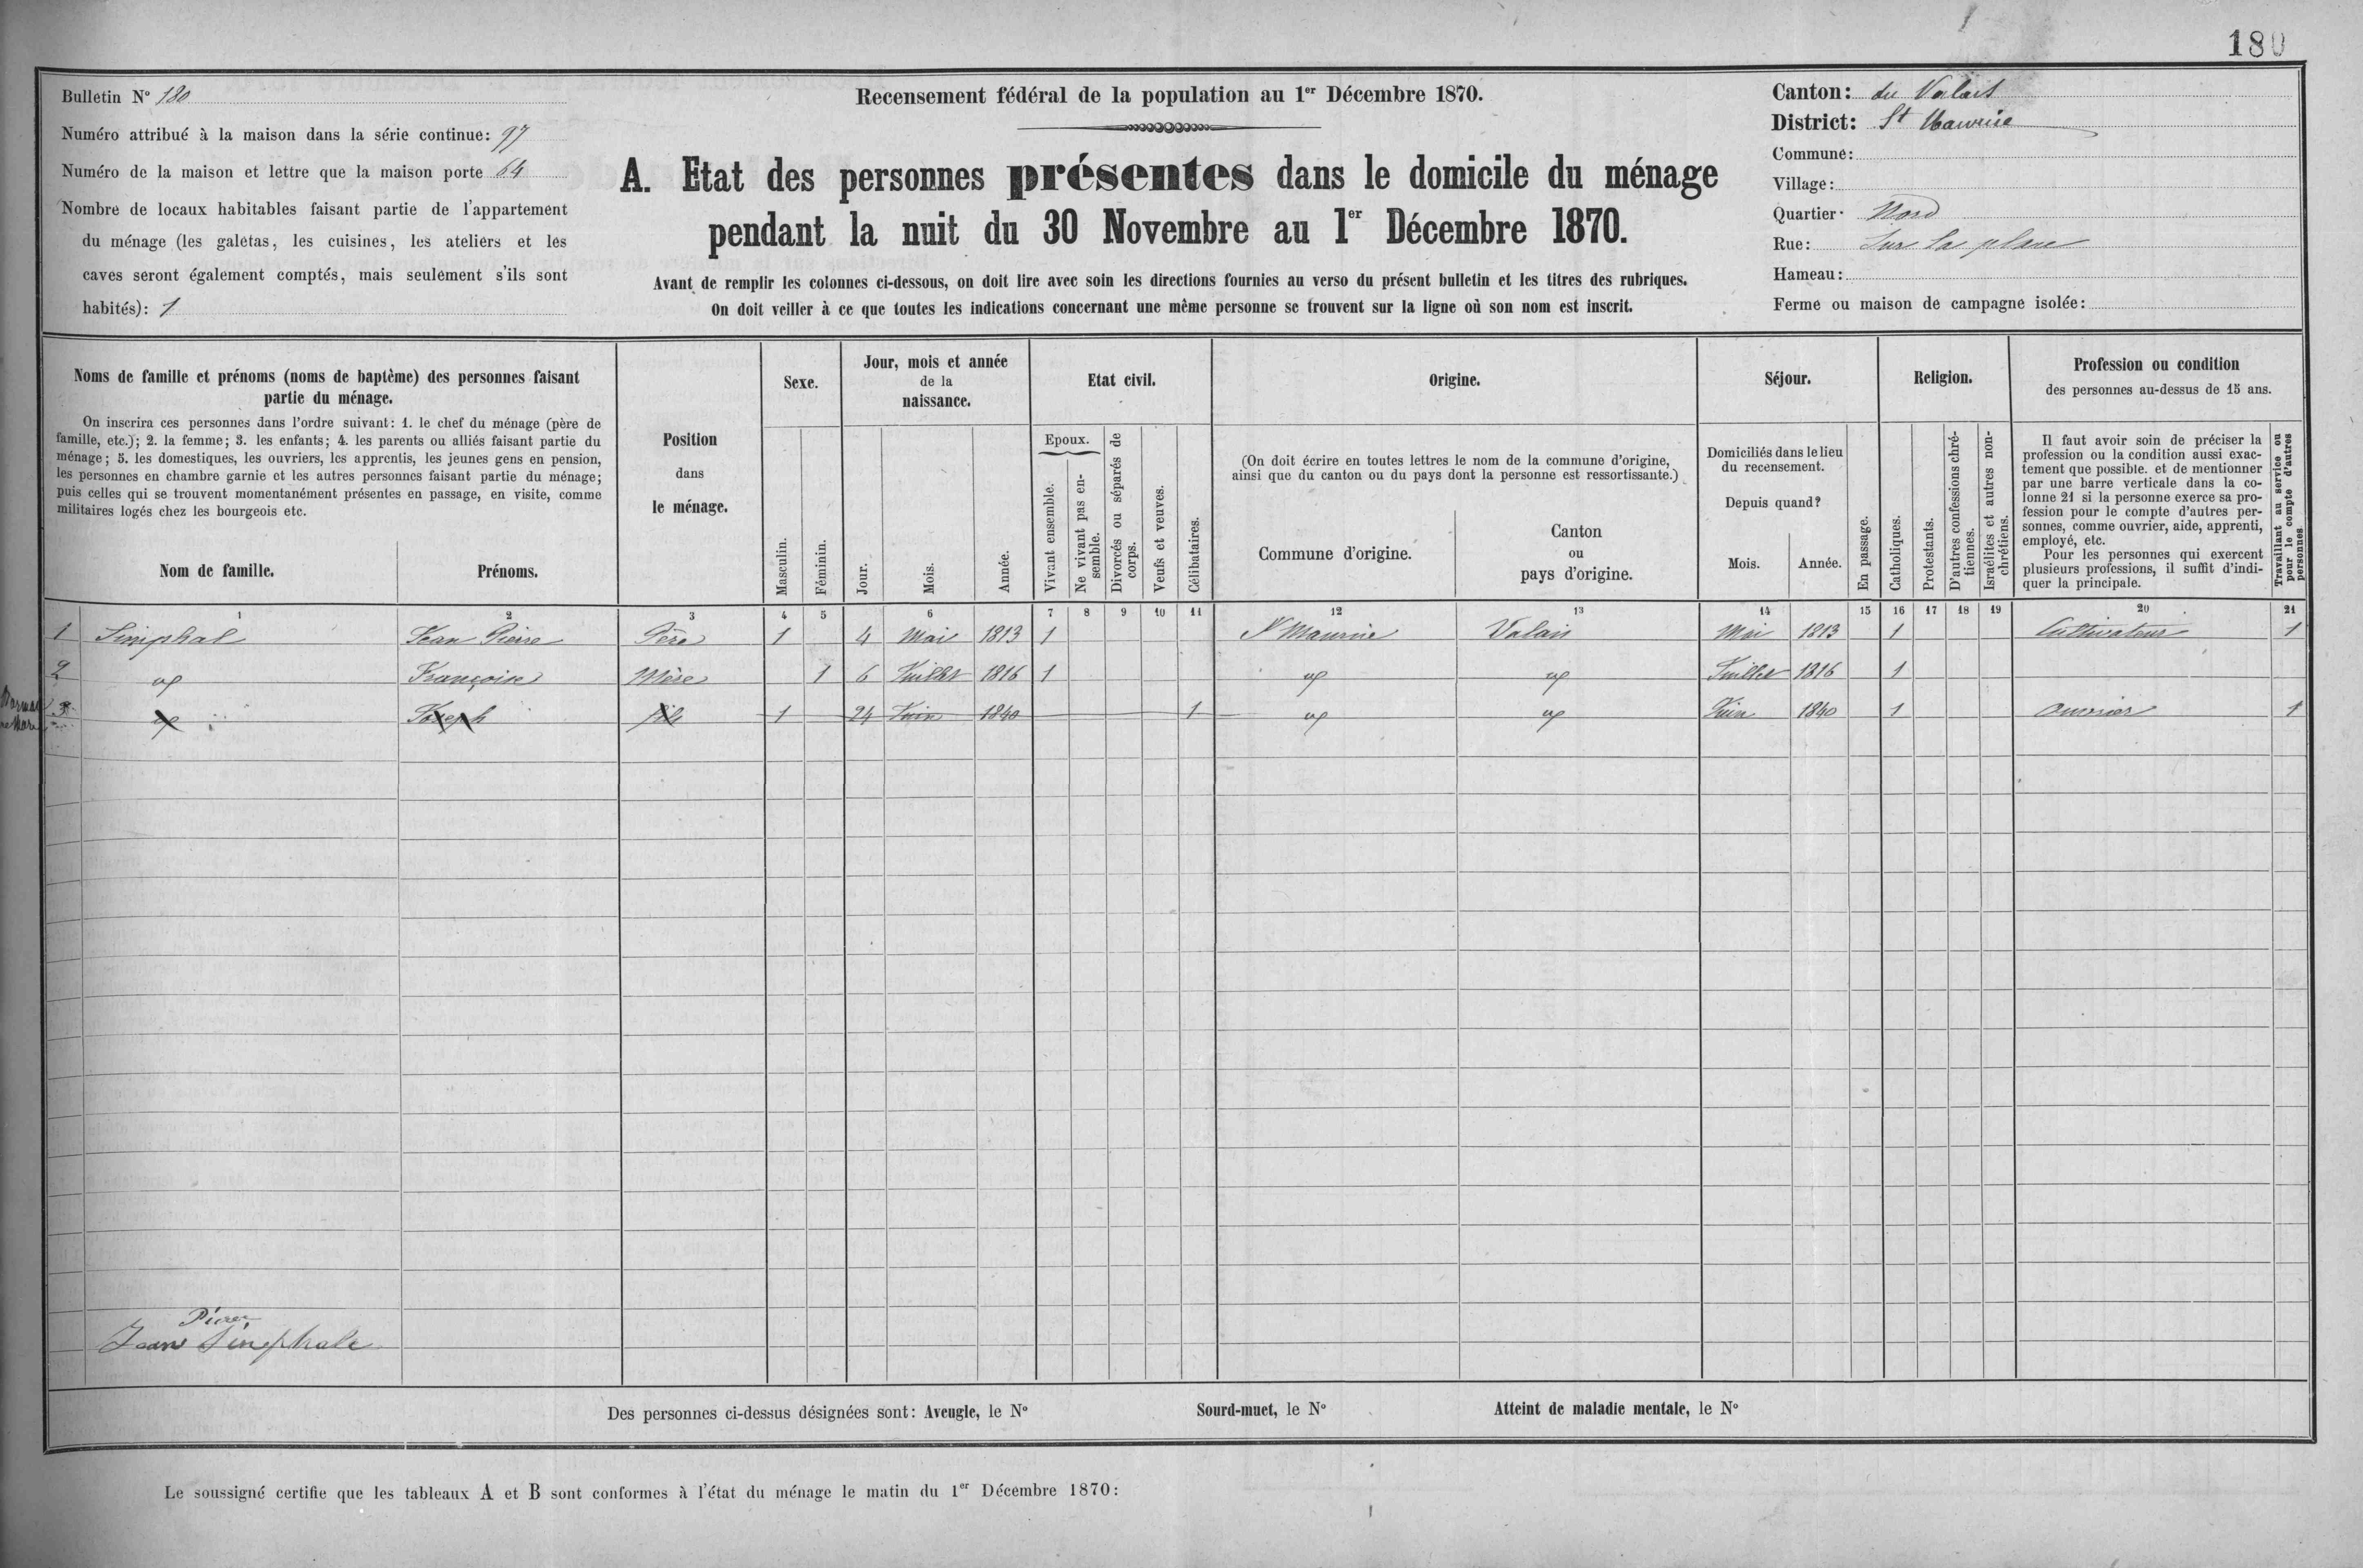 180
Bulletin N° 180
Numéro attribué à la maison dans la série continue: 97
Numéro de la maison et lettre que la maison porte 64
Nombre de locaux habitables faisant partie de l'appartement
du ménage (les galetas, les cuisines, les ateliers et les
caves seront également comptés, mais seulement s'ils sont
habités): 1
Recensement fédéral de la population au 1er Décembre 1870.
A. Etat des personnes présentes dans le domicile du ménage
pendant la nuit du 30 Novembre au 1er Décembre 1870.
Avant de remplir les colonnes ci-dessous, on doit lire avec soin les directions fournies au verso du présent bulletin et les titres des rubriques.
On doit veiller à ce que toutes les indications concernant une même personne se trouvent sur la ligne où son nom est inscrit.
Canton: du Valais
District: St Maurice
Commune:
Village:
Quartier: Nord
Rue: Sur la place
Hameau:
Ferme ou maison de campagne isolée:
Noms de famille et prénoms (noms de baptême) des personnes faisant
partie du ménage.
On inscrira ces personnes dans l'ordre suivant: 1. le chef du ménage (père de
famille, etc.); 2. la femme; 3. les enfants; 4. les parents ou alliés faisant partie du
ménage; 5. les domestiques, les ouvriers, les apprentis, les jeunes gens en pension,
les personnes en chambre garnie et les autres personnes faisant partie du ménage;
puis celles qui se trouvent momentanément présentes en passage, en visite, comme
militaires logés chez les bourgeois etc.
Nom de famille.
Prénoms.
Position
dans
le ménage.
Sexe.
Masculin.
Féminin.
Jour, mois et année
de la
naissance.
Jour.
Mois.
Année.
Etat civil.
Epoux.
Vivant ensemble.
Ne vivant pas en-
semble.
Divorcés ou séparés de
corps.
Veufs et veuves.
Célibataires.
Origine.
(On doit écrire en toutes lettres le nom de la commune d'origine,
ainsi que du canton ou du pays dont la personne est ressortissante.)
Commune d'origine.
Canton
ou
pays d'origine.
Séjour.
Domiciliés dans le lieu
du recensement.
Depuis quand?
Mois.
Année.
En passage.
Religion.
Catholiques.
Protestants.
D'autres confessions chré-
tiennes.
Israélites et autres non-
chrétiens.
Profession ou condition
des personnes au-dessus de 15 ans.
Il faut avoir soin de préciser la
profession ou la condition aussi exac-
tement que possible. et de mentionner
par une barre verticale dans la co-
lonne 21 si la personne exerce sa pro-
fession pour le compte d'autres per-
sonnes, comme ouvrier, aide, apprenti,
employé, etc.
Pour les personnes qui exercent
plusieurs professions, il suffit d'indi-
quer la principale.
Travaillant au service ou
pour le compte d'autres
personnes.
1 2 3 4 5 6 7 8 9 10 11 12 13 14 15 16 17 18 19 20 21
1 Simphal Jean Pierre Père 1 4 Mai 1813 1 St Maurice Valais Mai 1813 1 Cultivateur 1
2 " Françoise Mère 1 6 Juillet 1816 1 " " Juillet 1816 1
3 " Joseph fils 1 24 Juin 1840 1 " " Juin 1840 1 Ouvrier 1
Pierre
Jean Sinephale
Des personnes ci-dessus désignées sont: Aveugle, le N° Sourd-muet, le N° Atteint de maladie mentale, le N°
Le soussigné certifie que les tableaux A et B sont conformes à l'état du ménage le matin du 1er Décembre 1870: